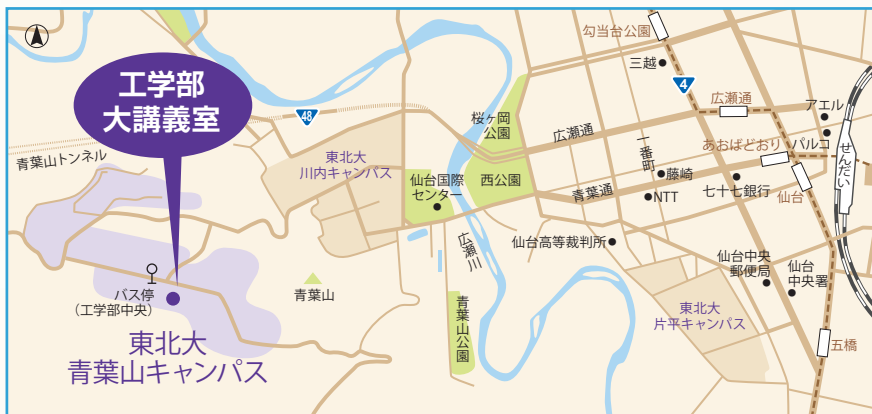 勾当台公園
三越
4
広瀬通
アエル
パルコ
せんだい
あおばどおり
仙台
七十七銀行
藤崎
NTT
一番町
広瀬通
青葉通
桜ヶ岡
公園
西公園
仙台国際
センター
広瀬川
仙台高等裁判所
仙台中央
郵便局
仙台
中央署
五橋
東北大
片平キャンパス
東北大
川内キャンパス
48
工学部
大講義室
青葉山トンネル
バス停
(工学部中央)
青葉山
青葉山公園
東北大
青葉山キャンパス